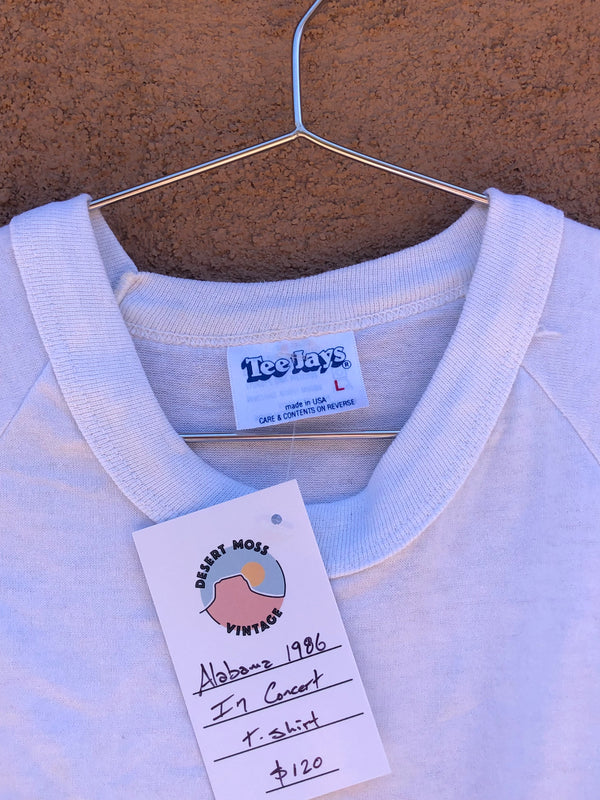 Tee Jays®
L
made in USA
CARE & CONTENTS ON REVERSE
DESERT MOSS
VINTAGE
Alabama 1986
In Concert
t-shirt
$120